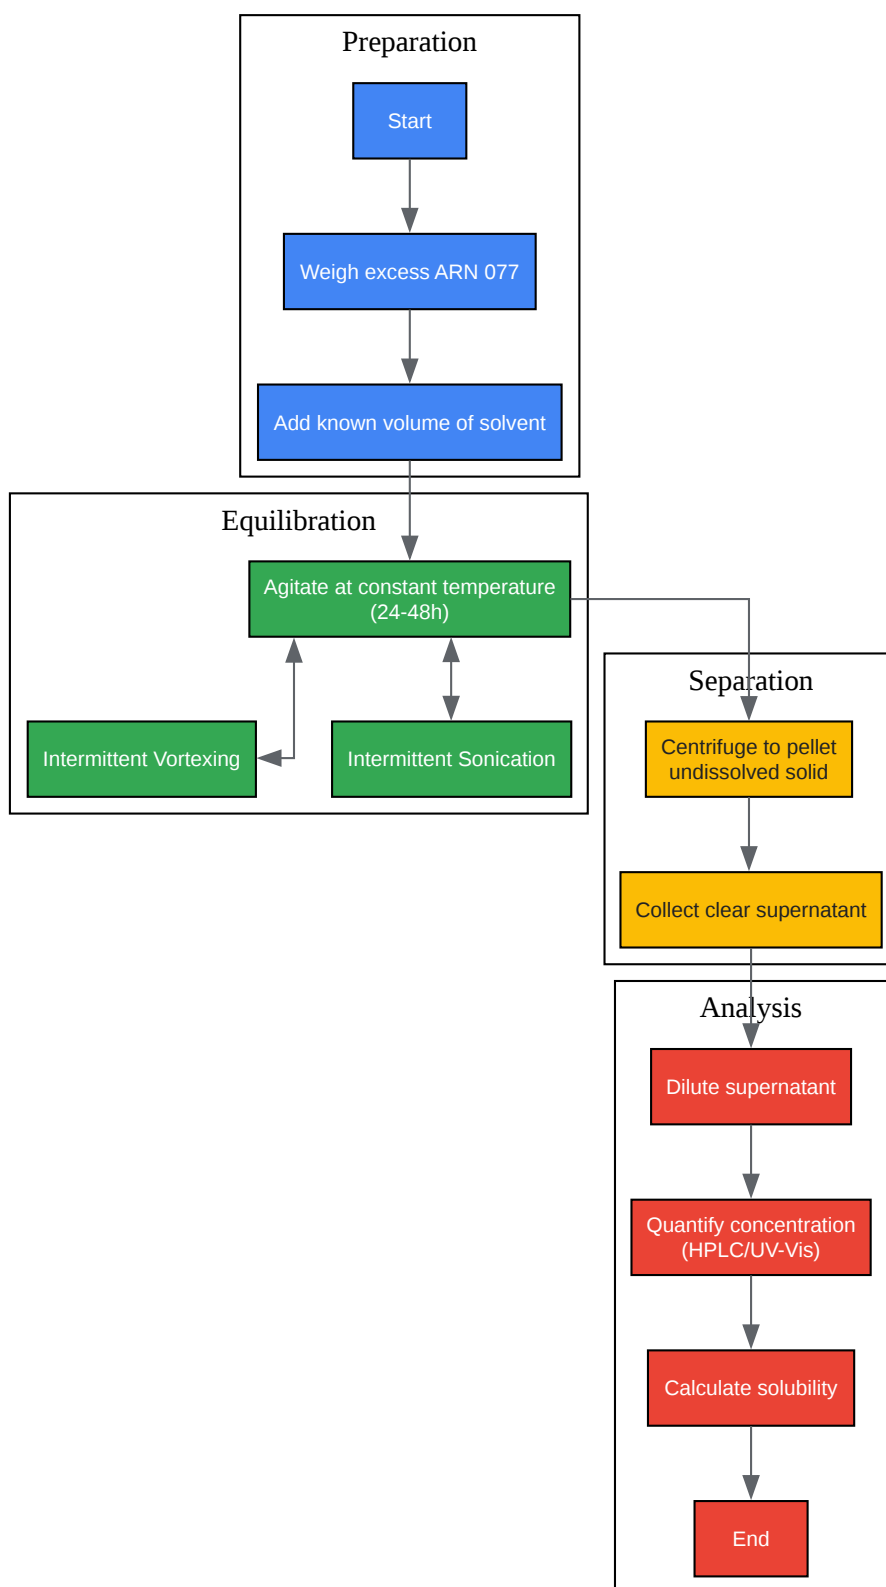 Preparation
Start
Weigh excess ARN 077
Add known volume of solvent
Equilibration
Agitate at constant temperature
(24-48h)
Intermittent Vortexing
Intermittent Sonication
Separation
Centrifuge to pellet
undissolved solid
Collect clear supernatant
Analysis
Dilute supernatant
Quantify concentration
(HPLC/UV-Vis)
Calculate solubility
End